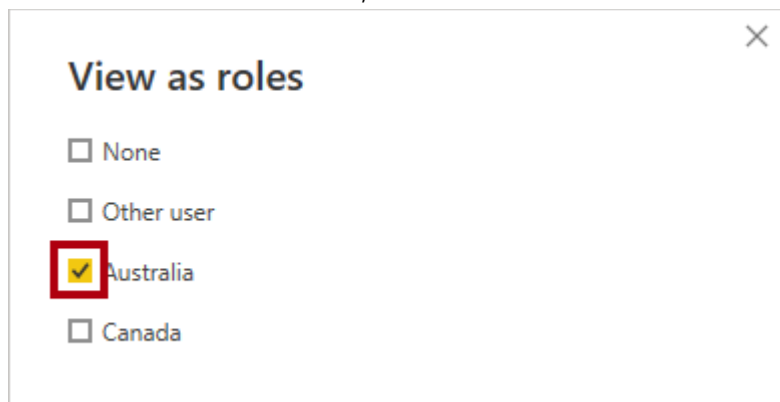 View as roles
None
Other user
Australia
Canada